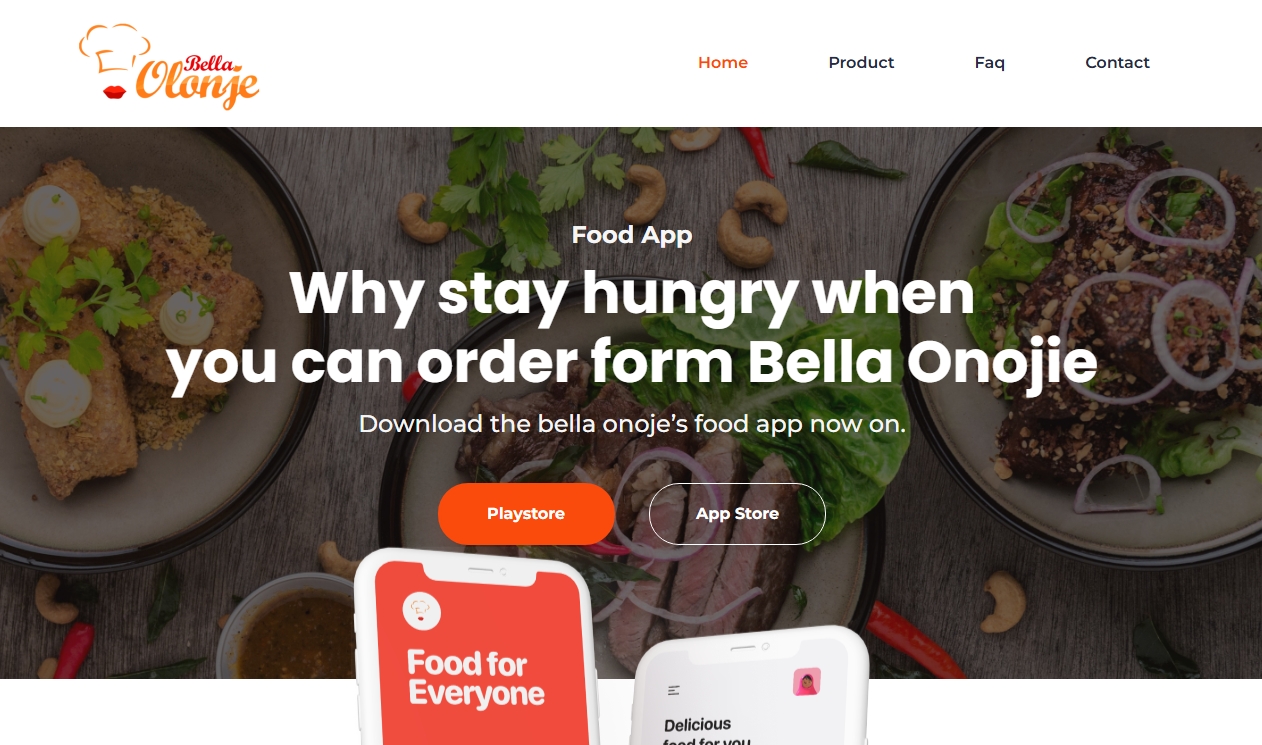 Bella
Olonje
Home Product Faq Contact
Food App
Why stay hungry when
you can order form Bella Onojie
Download the bella onoje’s food app now on.
Playstore App Store
Food for
Everyone
Delicious
food for you